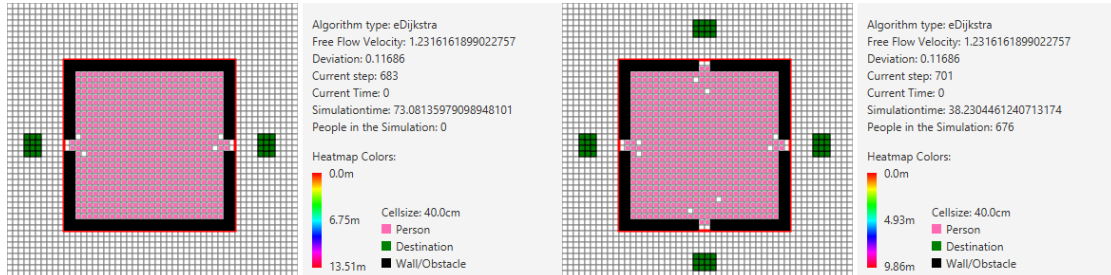 Algorithm type: eDijkstra
Free Flow Velocity: 1.2316161899022757
Deviation: 0.11686
Current step: 683
Current Time: 0
Simulationtime: 73.08135979098948101
People in the Simulation: 0
Heatmap Colors:
0.0m
6.75m
13.51m
Cellsize: 40.0cm
Person
Destination
Wall/Obstacle
Algorithm type: eDijkstra
Free Flow Velocity: 1.2316161899022757
Deviation: 0.11686
Current step: 701
Current Time: 0
Simulationtime: 38.2304461240713174
People in the Simulation: 676
Heatmap Colors:
0.0m
4.93m
9.86m
Cellsize: 40.0cm
Person
Destination
Wall/Obstacle